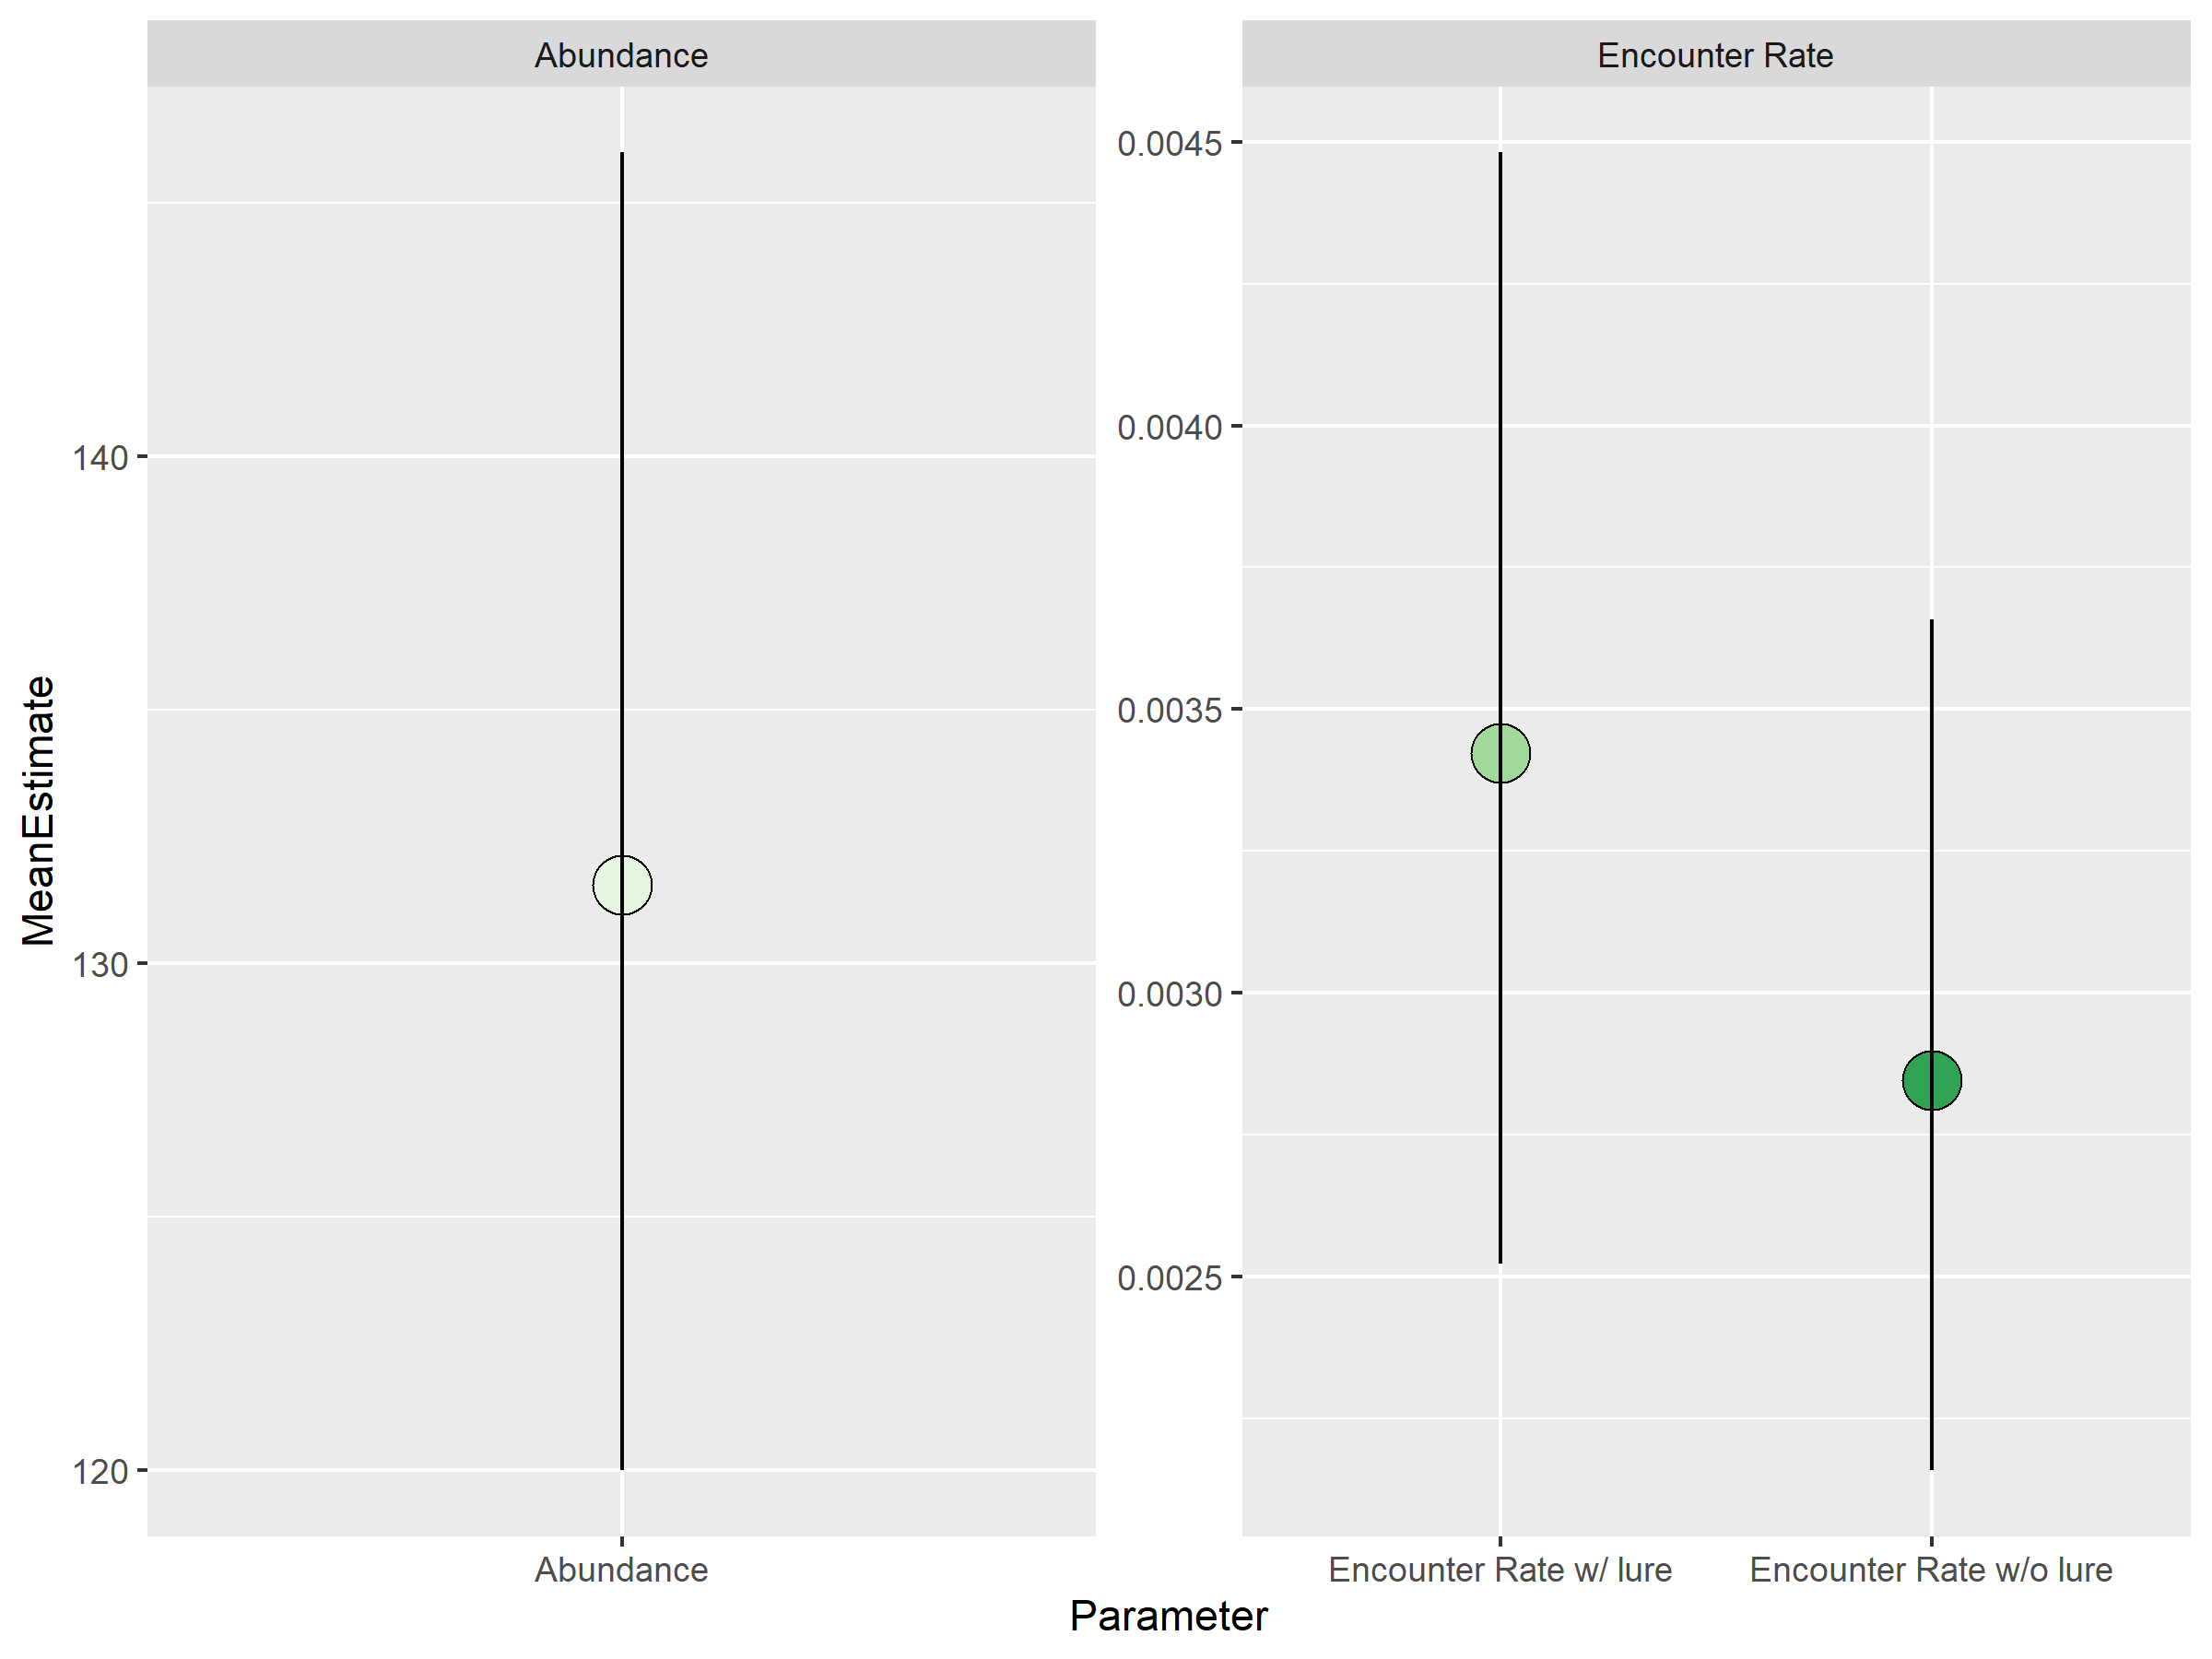 Abundance
Encounter Rate
MeanEstimate
140
130
120
0.0045
0.0040
0.0035
0.0030
0.0025
Abundance
Encounter Rate w/ lure
Encounter Rate w/o lure
Parameter